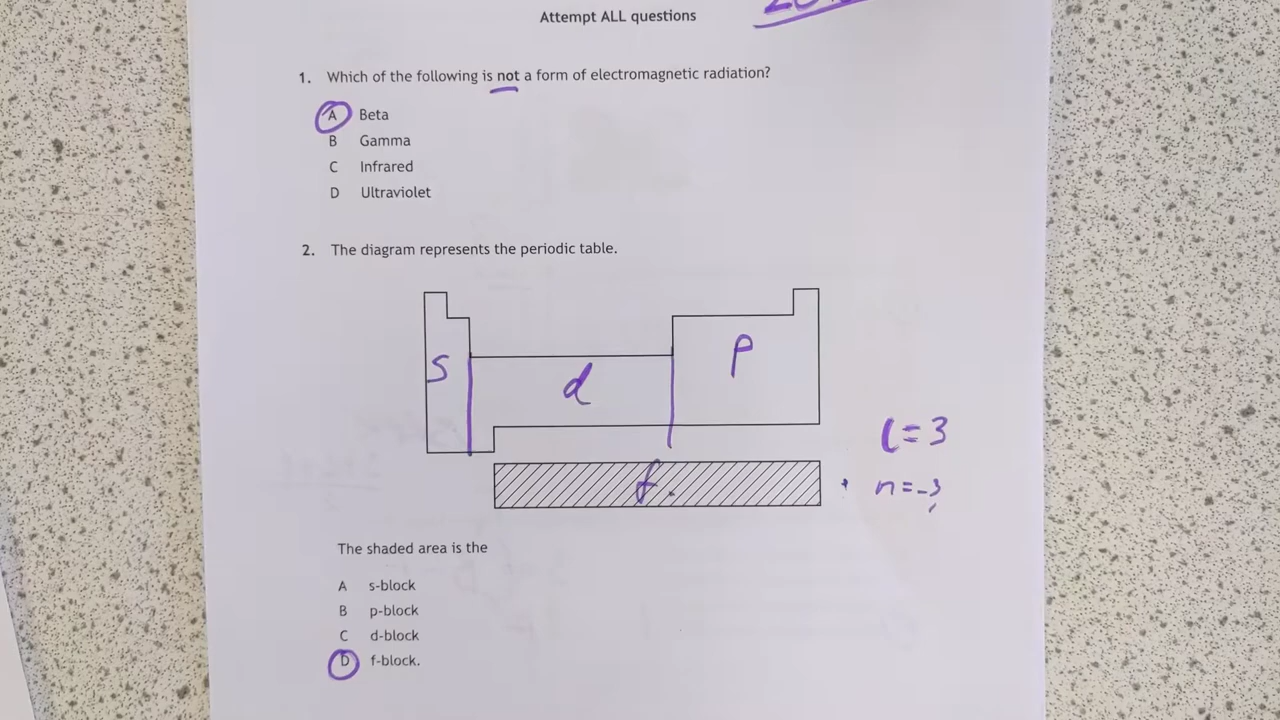 Attempt ALL questions
1. Which of the following is not a form of electromagnetic radiation?
A Beta
B Gamma
C Infrared
D Ultraviolet
2. The diagram represents the periodic table.
s
d
p
f
l = 3
n = -3
The shaded area is the
A s-block
B p-block
C d-block
D f-block.